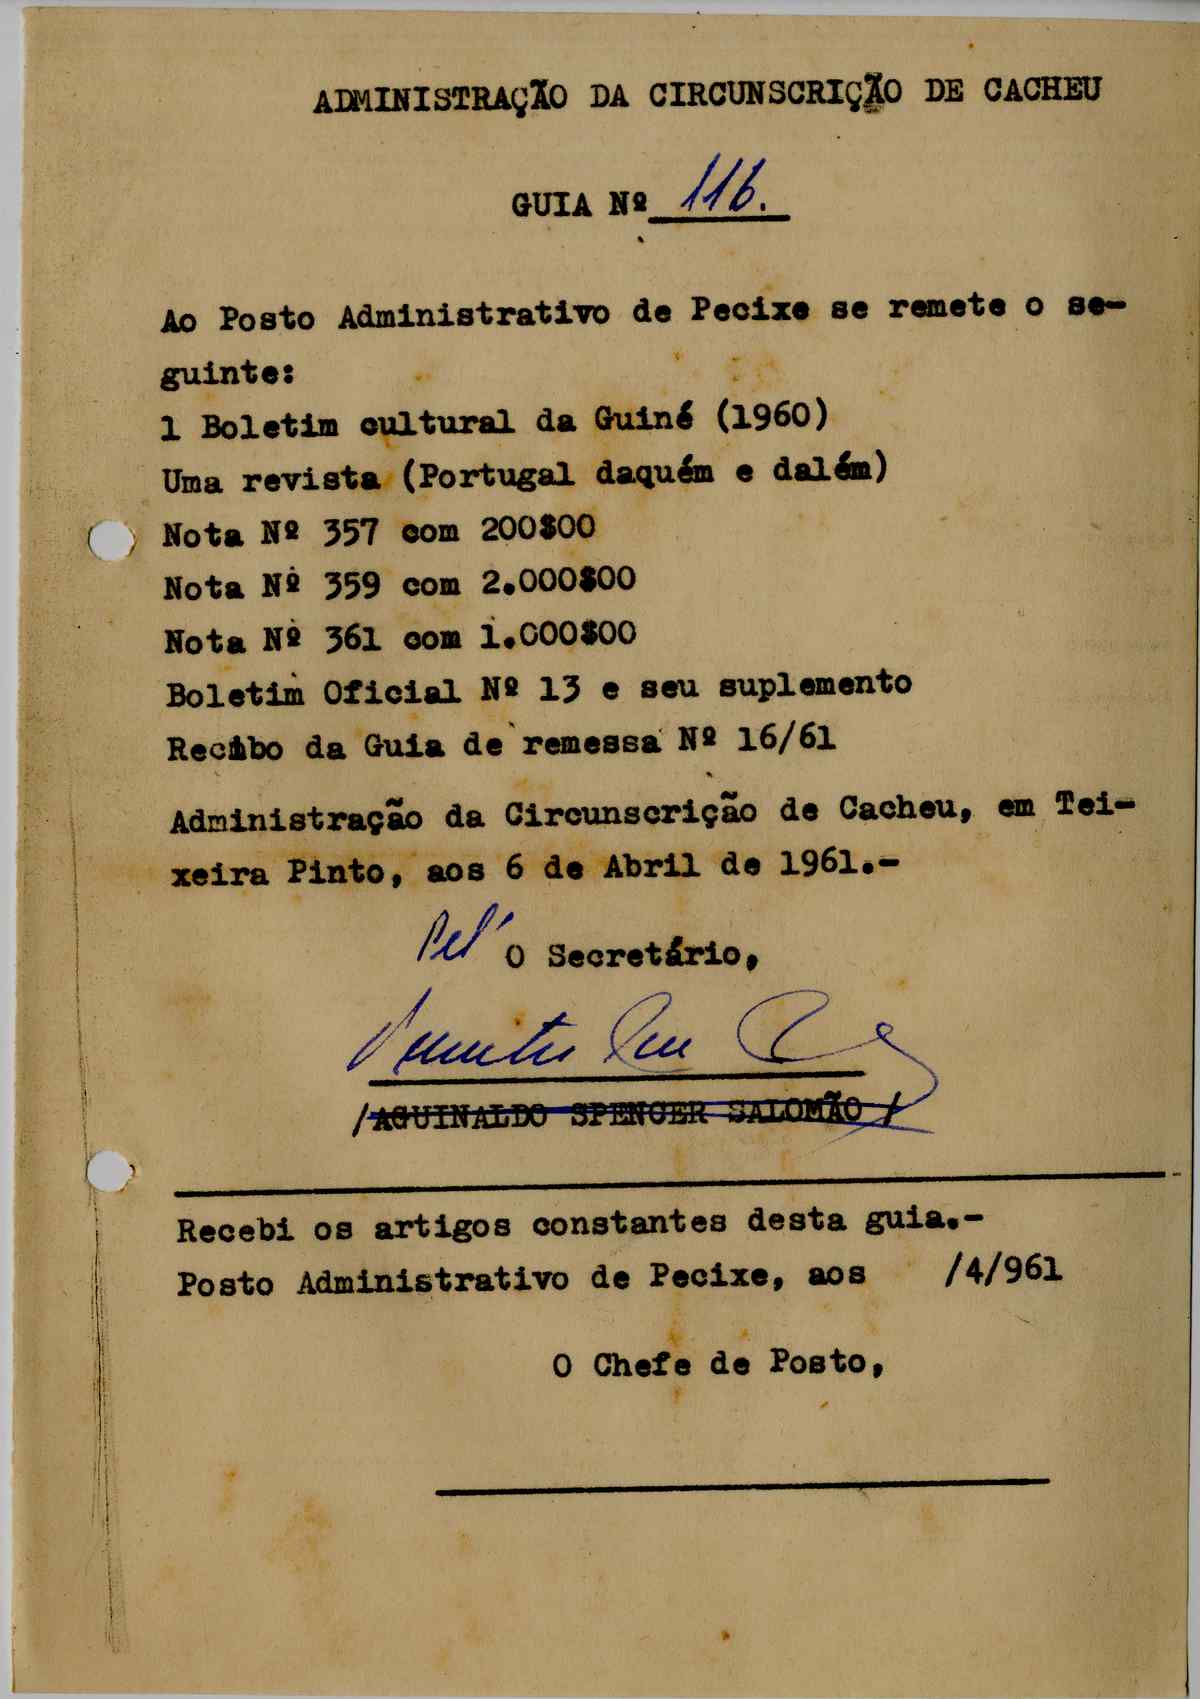 ADMINISTRAÇÃO DA CIRCUNSCRIÇÃO DE CACHEU
GUIA Nº 116.
Ao Posto Administrativo de Pecixe se remete o se-
guinte:
1 Boletim cultural da Guiné (1960)
Uma revista (Portugal daquém e dalém)
Nota Nº 357 com 200$00
Nota Nº 359 com 2.000$00
Nota Nº 361 com 1.000$00
Boletim Oficial Nº 13 e seu suplemento
Recibo da Guia de remessa Nº 16/61
Administração da Circunscrição de Cacheu, em Tei-
xeira Pinto, aos 6 de Abril de 1961.-
Pel' O Secretário,
/AGUINALDO SPENCER SALOMÃO/
Recebi os artigos constantes desta guia.-
Posto Administrativo de Pecixe, aos /4/961
O Chefe de Posto,